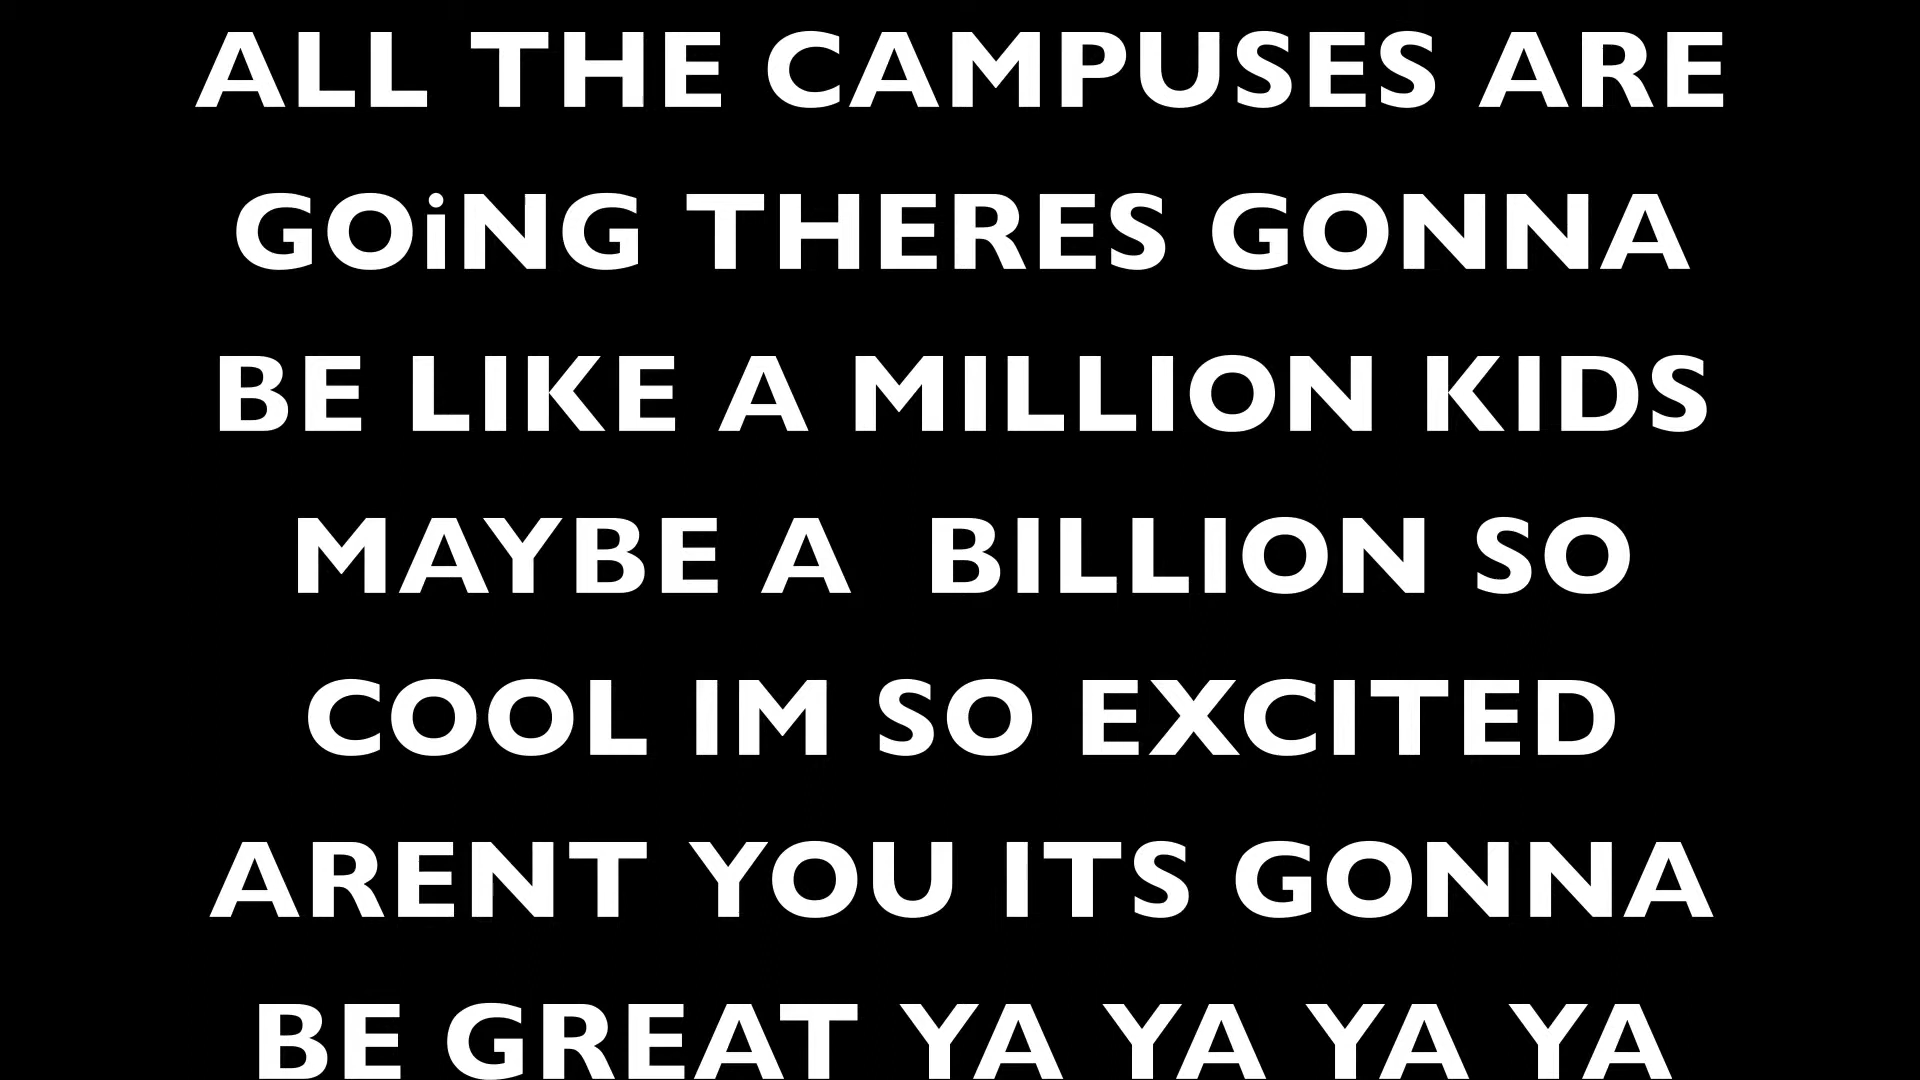 ALL THE CAMPUSES ARE
GOiNG THERES GONNA
BE LIKE A MILLION KIDS
MAYBE A  BILLION SO
COOL IM SO EXCITED
ARENT YOU ITS GONNA
BE GREAT YA YA YA YA